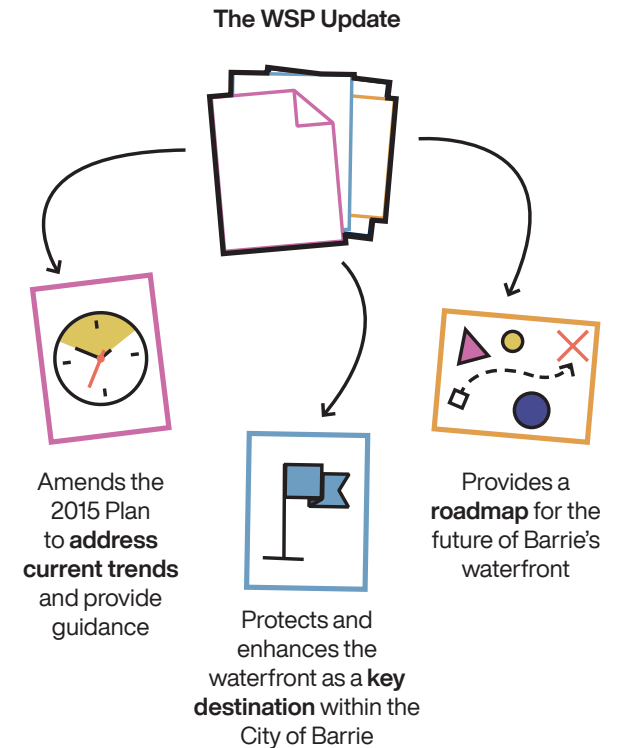 The WSP Update
Amends the
2015 Plan
to address
current trends
and provide
guidance
Protects and
enhances the
waterfront as a key
destination within the
City of Barrie
Provides a
roadmap for the
future of Barrie's
waterfront